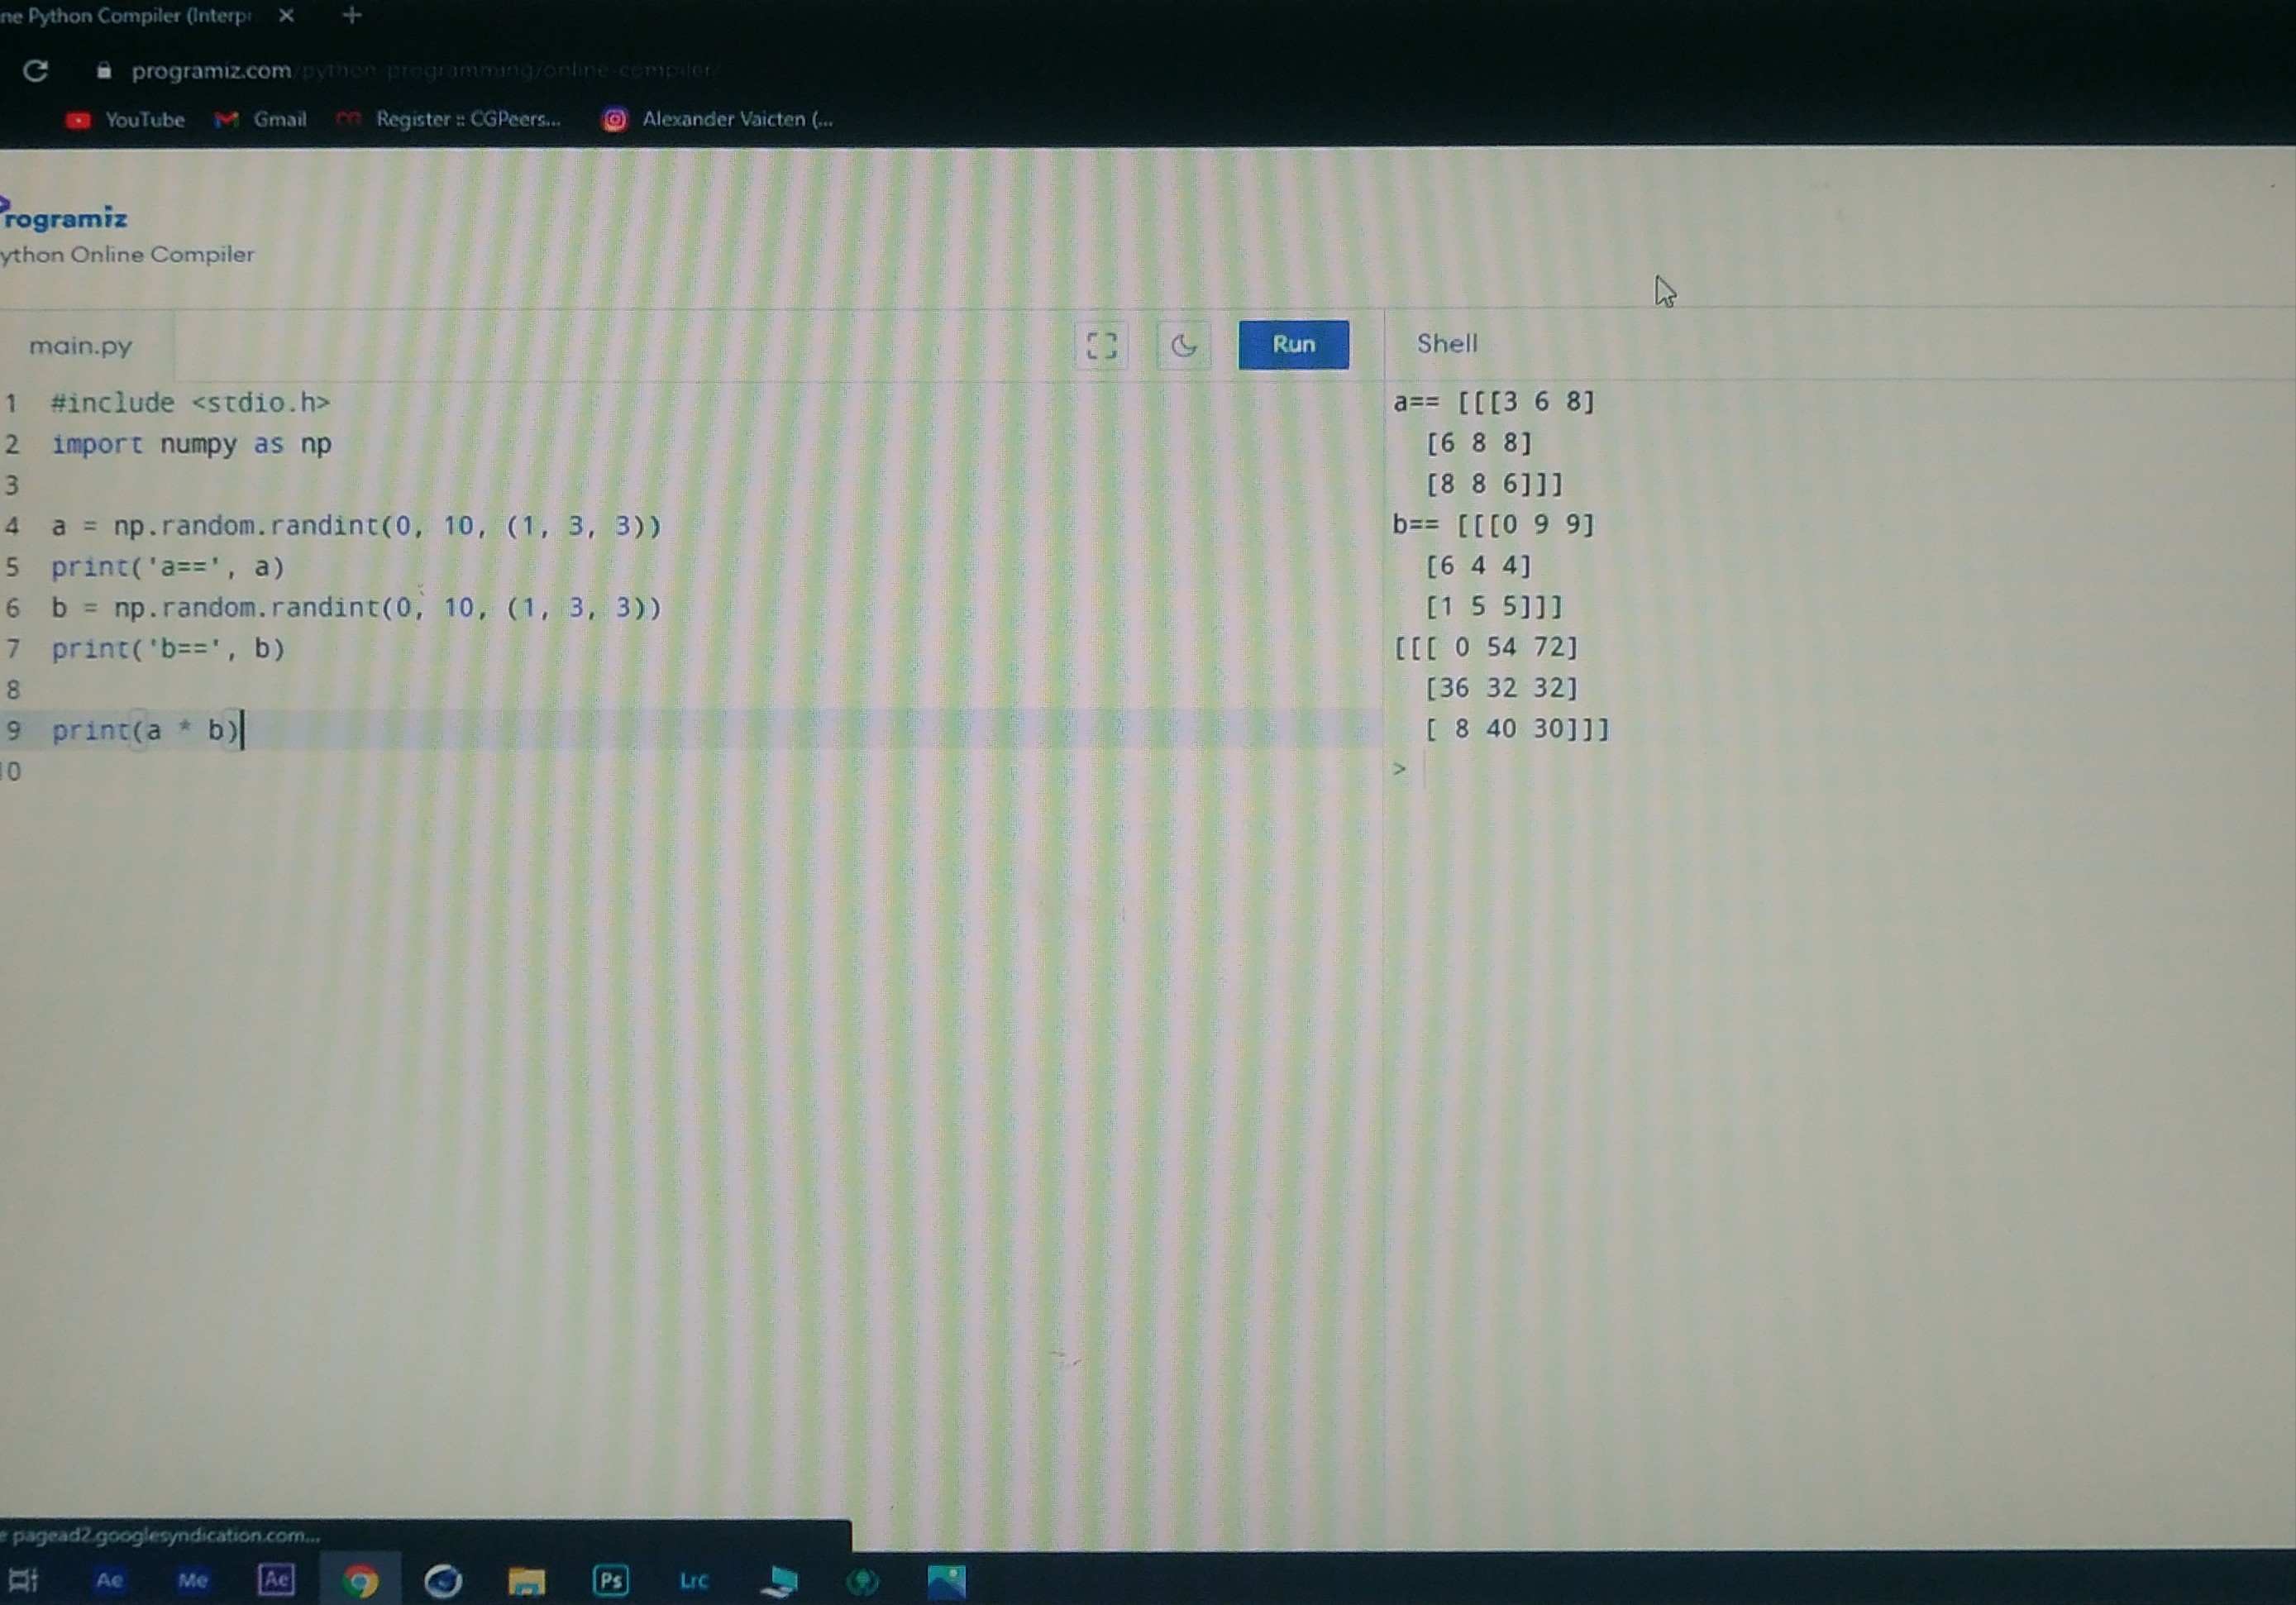 ne Python Compiler (Interpr
programiz.com/python-programming/online-compiler/
YouTube Gmail Register :: CGPeers... Alexander Vaicten (...
rogramiz
ython Online Compiler
main.py Run Shell
1 #include <stdio.h>
2 import numpy as np
3
4 a = np.random.randint(0, 10, (1, 3, 3))
5 print('a==', a)
6 b = np.random.randint(0, 10, (1, 3, 3))
7 print('b==', b)
8
9 print(a * b)
10
a== [[[3 6 8]
[6 8 8]
[8 8 6]]]
b== [[[0 9 9]
[6 4 4]
[1 5 5]]]
[[[ 0 54 72]
[36 32 32]
[ 8 40 30]]]
>
e pagead2.googlesyndication.com...
Ae Me Ae Ps Lrc